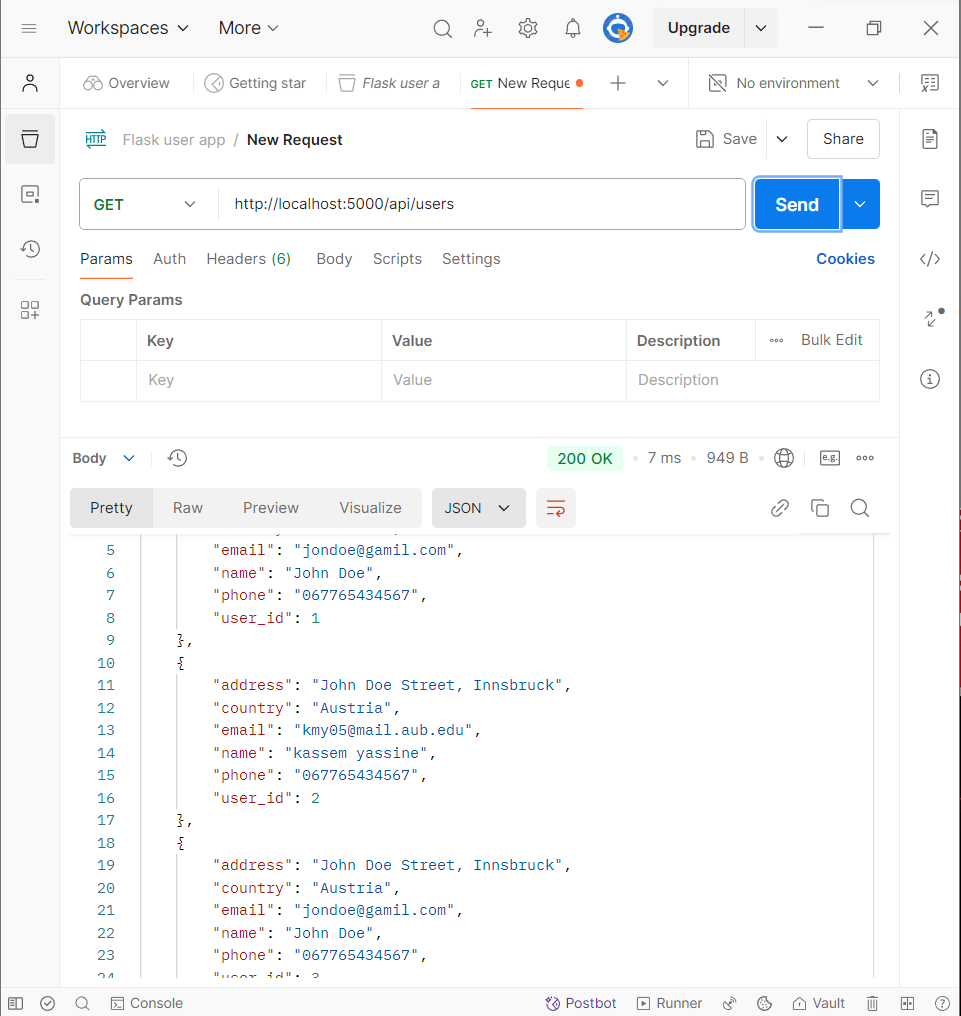 Workspaces More Upgrade
Overview Getting star Flask user a GET New Reque No environment
HTTP Flask user app / New Request Save Share
GET http://localhost:5000/api/users Send
Params Auth Headers (6) Body Scripts Settings Cookies
Query Params
Key Value Description Bulk Edit
Key Value Description
Body 200 OK 7 ms 949 B e.g.
Pretty Raw Preview Visualize JSON
5 "email": "jondoe@gamil.com",
6 "name": "John Doe",
7 "phone": "067765434567",
8 "user_id": 1
9 },
10 {
11 "address": "John Doe Street, Innsbruck",
12 "country": "Austria",
13 "email": "kmy05@mail.aub.edu",
14 "name": "kassem yassine",
15 "phone": "067765434567",
16 "user_id": 2
17 },
18 {
19 "address": "John Doe Street, Innsbruck",
20 "country": "Austria",
21 "email": "jondoe@gamil.com",
22 "name": "John Doe",
23 "phone": "067765434567",
24 "user_id": 3
Console Postbot Runner Vault